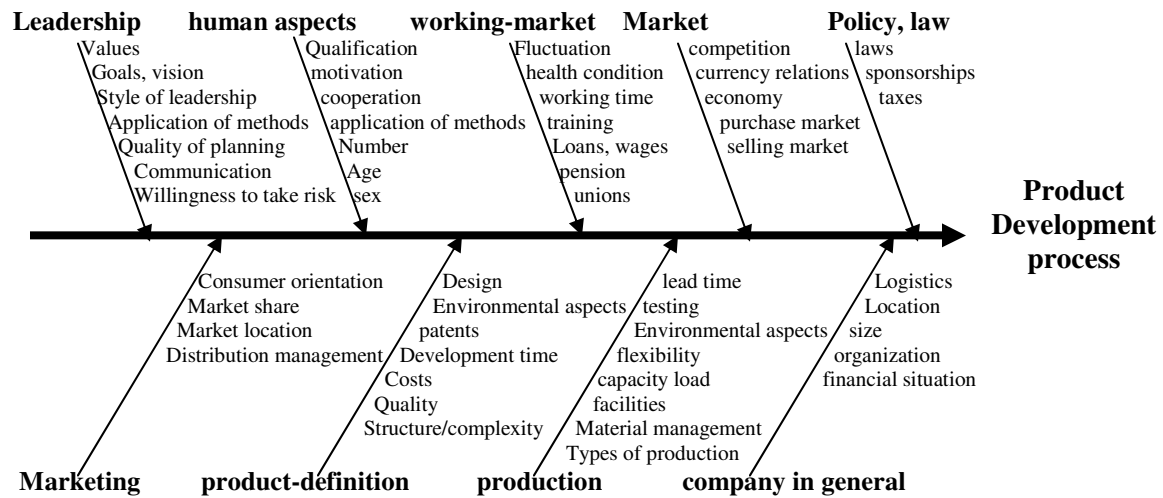 Leadership
Values
Goals, vision
Style of leadership
Application of methods
Quality of planning
Communication
Willingness to take risk
human aspects
Qualification
motivation
cooperation
application of methods
Number
Age
sex
working-market
Fluctuation
health condition
working time
training
Loans, wages
pension
unions
Market
competition
currency relations
economy
purchase market
selling market
Policy, law
laws
sponsorships
taxes
Product
Development
process
Consumer orientation
Market share
Market location
Distribution management
Marketing
Design
Environmental aspects
patents
Development time
Costs
Quality
Structure/complexity
product-definition
lead time
testing
Environmental aspects
flexibility
capacity load
facilities
Material management
Types of production
production
Logistics
Location
size
organization
financial situation
company in general